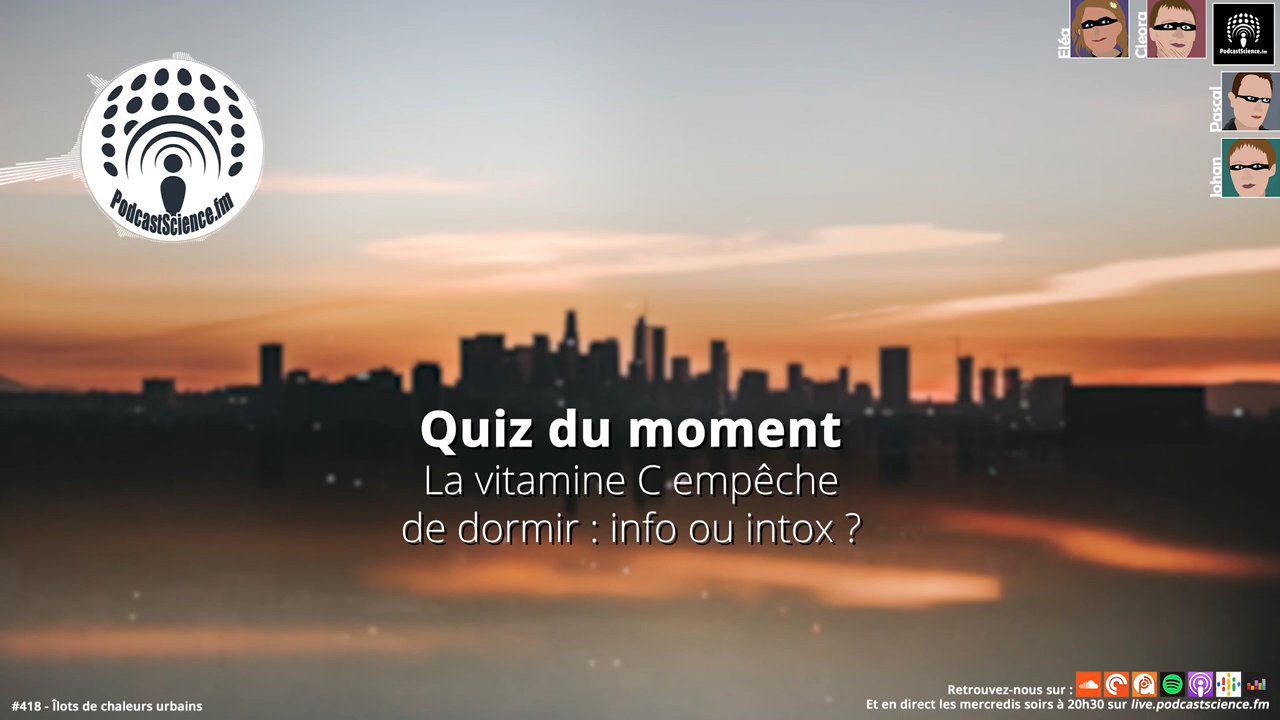 Eléa
Cleora
PodcastScience.fm
Pascal
Johan
PodcastScience.fm
Quiz du moment
La vitamine C empêche
de dormir : info ou intox ?
Retrouvez-nous sur :
#418 - Îlots de chaleurs urbains
Et en direct les mercredis soirs à 20h30 sur live.podcastscience.fm